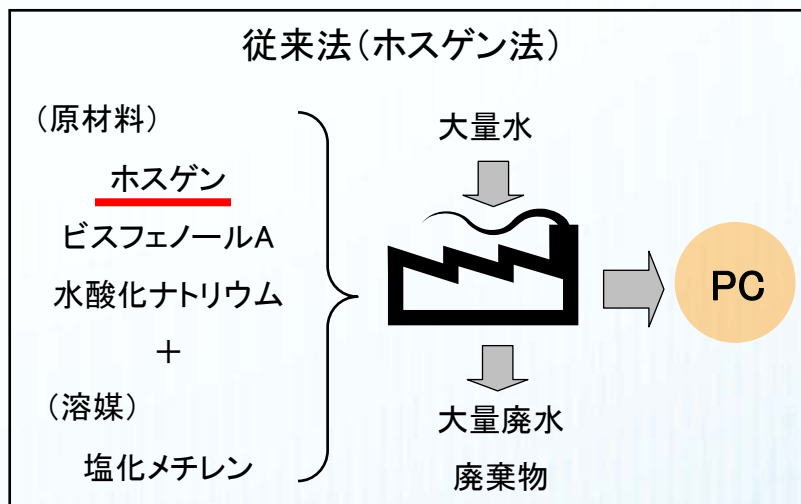 従来法(ホスゲン法)
(原材料)
ホスゲン
ビスフェノールA
水酸化ナトリウム
＋
(溶媒)
塩化メチレン
大量水
大量廃水
廃棄物
PC